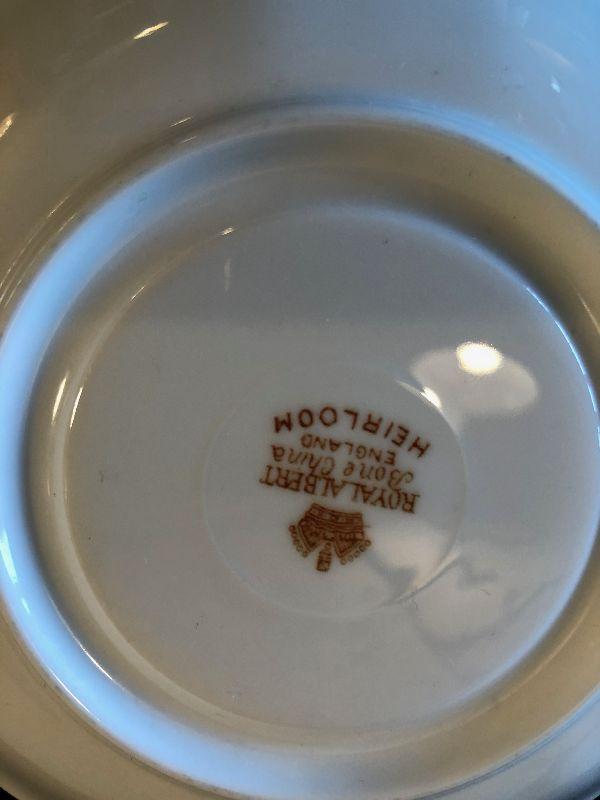 ROYAL ALBERT
Bone China
ENGLAND
HEIRLOOM